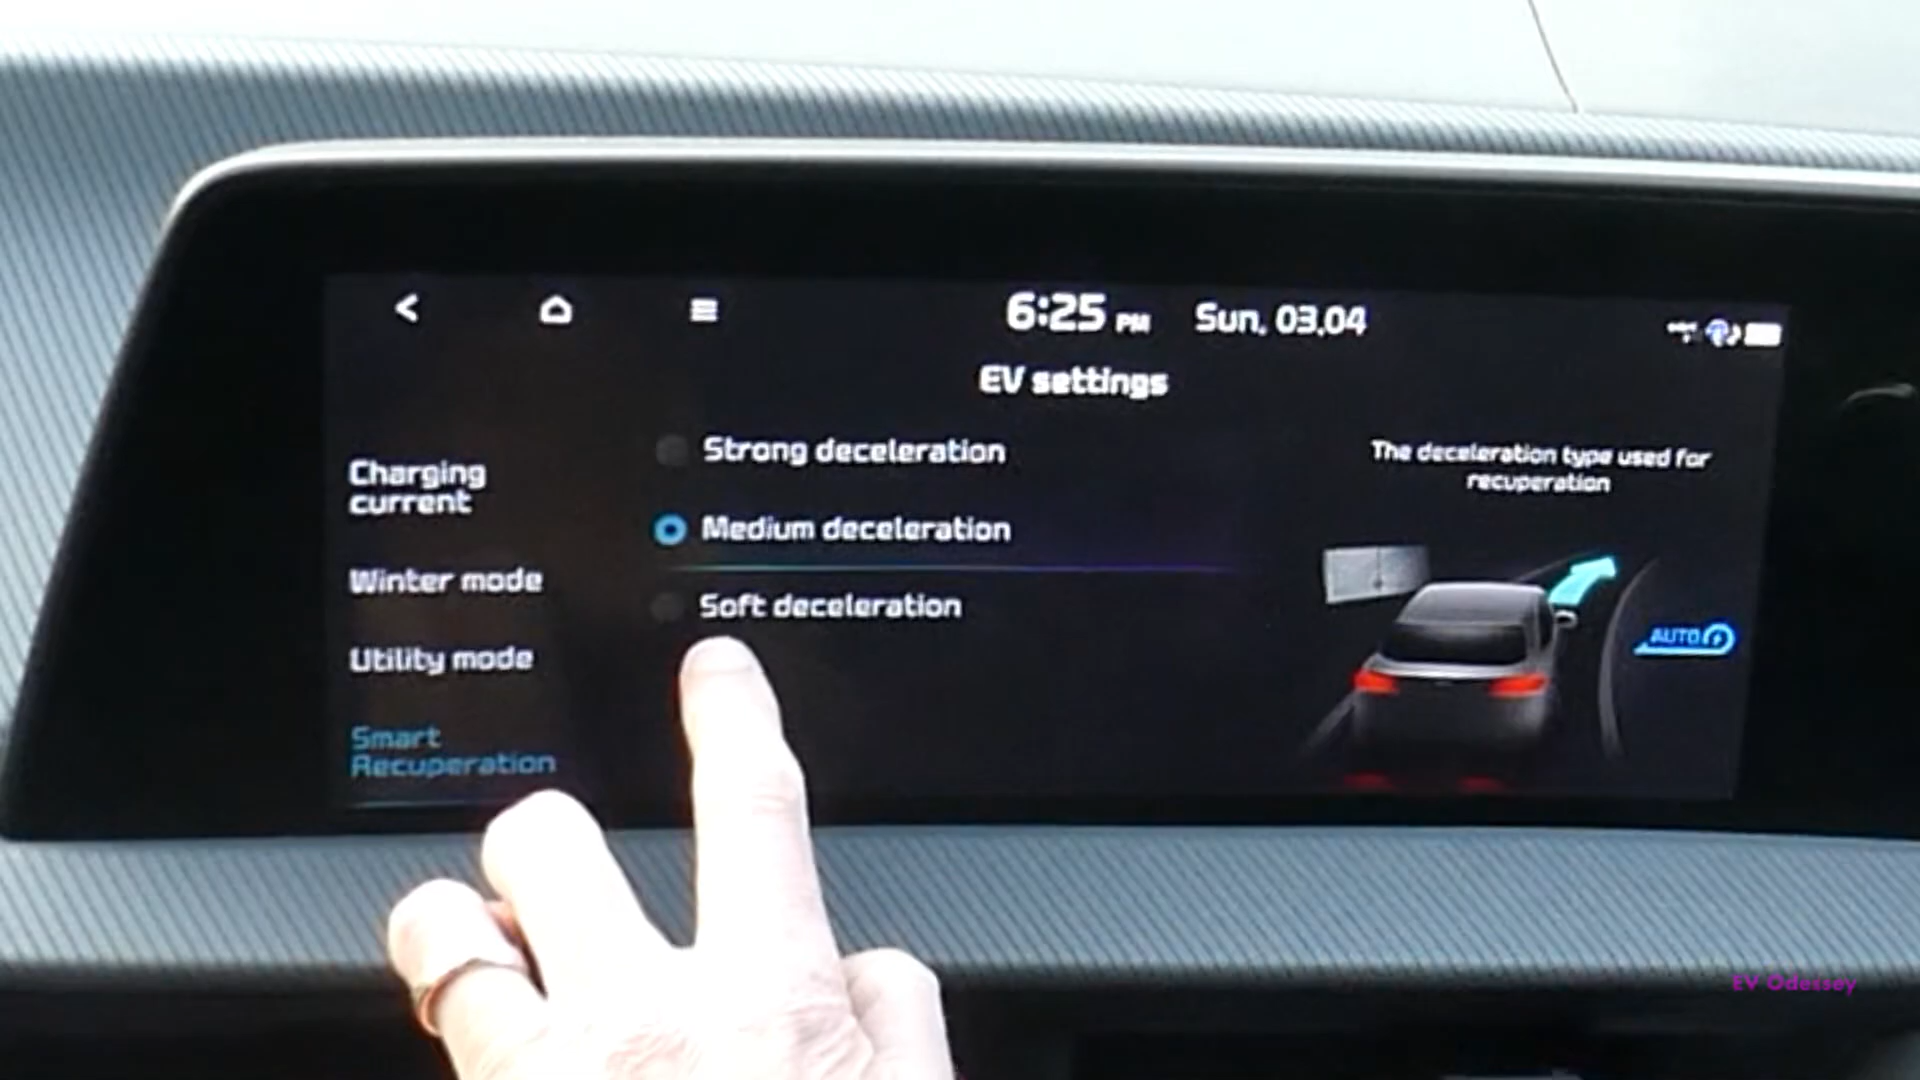 6:25 PM Sun, 03,04
EV settings
Charging
current
Winter mode
Utility mode
Smart
Recuperation
Strong deceleration
Medium deceleration
Soft deceleration
The deceleration type used for
recuperation
AUTO
EV Odessey